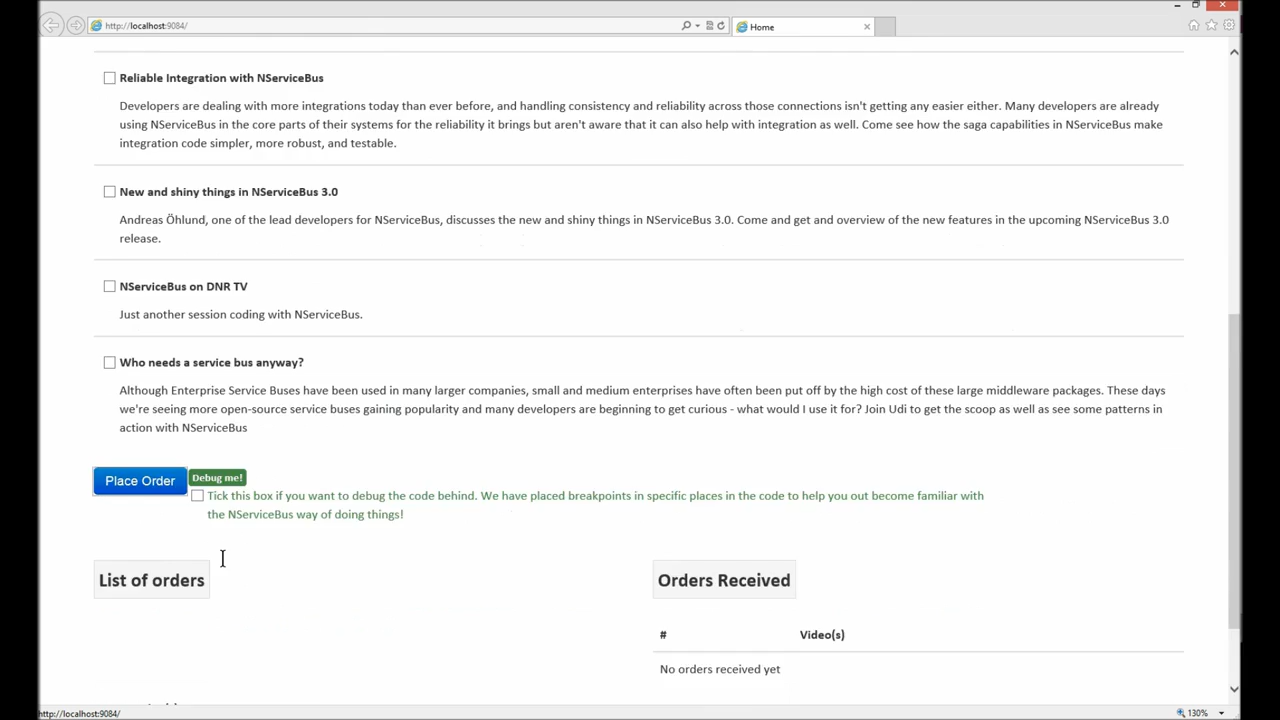 http://localhost:9084/
Home
Reliable Integration with NServiceBus
Developers are dealing with more integrations today than ever before, and handling consistency and reliability across those connections isn't getting any easier either. Many developers are already
using NServiceBus in the core parts of their systems for the reliability it brings but aren't aware that it can also help with integration as well. Come see how the saga capabilities in NServiceBus make
integration code simpler, more robust, and testable.
New and shiny things in NServiceBus 3.0
Andreas Öhlund, one of the lead developers for NServiceBus, discusses the new and shiny things in NServiceBus 3.0. Come and get and overview of the new features in the upcoming NServiceBus 3.0
release.
NServiceBus on DNR TV
Just another session coding with NServiceBus.
Who needs a service bus anyway?
Although Enterprise Service Buses have been used in many larger companies, small and medium enterprises have often been put off by the high cost of these large middleware packages. These days
we're seeing more open-source service buses gaining popularity and many developers are beginning to get curious - what would I use it for? Join Udi to get the scoop as well as see some patterns in
action with NServiceBus
Place Order
Debug me!
Tick this box if you want to debug the code behind. We have placed breakpoints in specific places in the code to help you out become familiar with
the NServiceBus way of doing things!
List of orders
Orders Received
# Video(s)
No orders received yet
http://localhost:9084/
130%